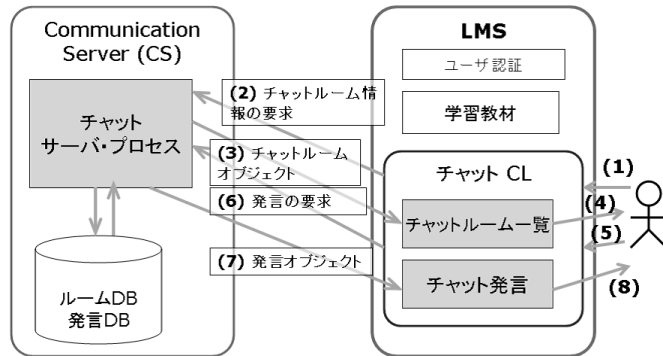 Communication
Server (CS)
チャット
サーバ・プロセス
ルームDB
発言DB
(2) チャットルーム情
報の要求
(3) チャットルーム
オブジェクト
(6) 発言の要求
(7) 発言オブジェクト
LMS
ユーザ認証
学習教材
チャット CL
チャットルーム一覧
チャット発言
(1)
(4)
(5)
(8)